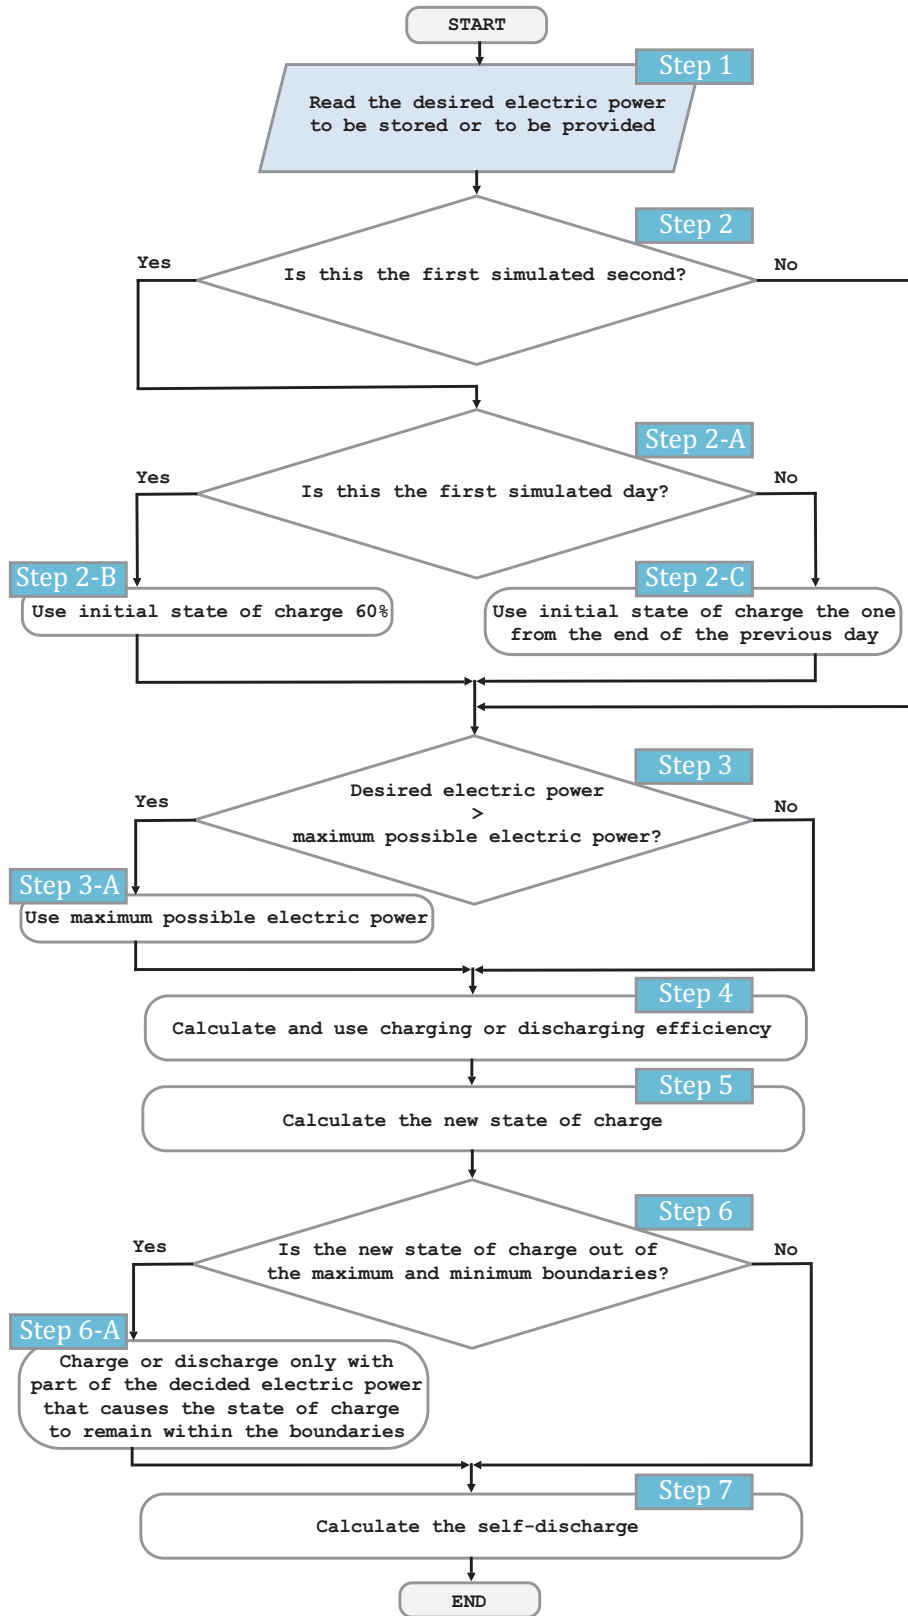 START
Step 1
Read the desired electric power
to be stored or to be provided
Step 2
Yes
No
Is this the first simulated second?
Step 2-A
Yes
No
Is this the first simulated day?
Step 2-B
Use initial state of charge 60%
Step 2-C
Use initial state of charge the one
from the end of the previous day
Step 3
Yes
No
Desired electric power
>
maximum possible electric power?
Step 3-A
Use maximum possible electric power
Step 4
Calculate and use charging or discharging efficiency
Step 5
Calculate the new state of charge
Step 6
Yes
No
Is the new state of charge out of
the maximum and minimum boundaries?
Step 6-A
Charge or discharge only with
part of the decided electric power
that causes the state of charge
to remain within the boundaries
Step 7
Calculate the self-discharge
END